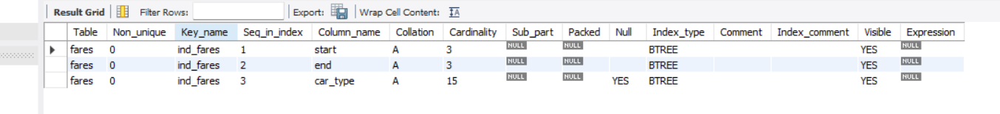 Result Grid Filter Rows: Export: Wrap Cell Content: IA
Table Non_unique Key_name Seq_in_index Column_name Collation Cardinality Sub_part Packed Null Index_type Comment Index_comment Visible Expression
fares 0 ind_fares 1 start A 3 NULL NULL BTREE YES NULL
fares 0 ind_fares 2 end A 3 NULL NULL BTREE YES NULL
fares 0 ind_fares 3 car_type A 15 NULL NULL YES BTREE YES NULL